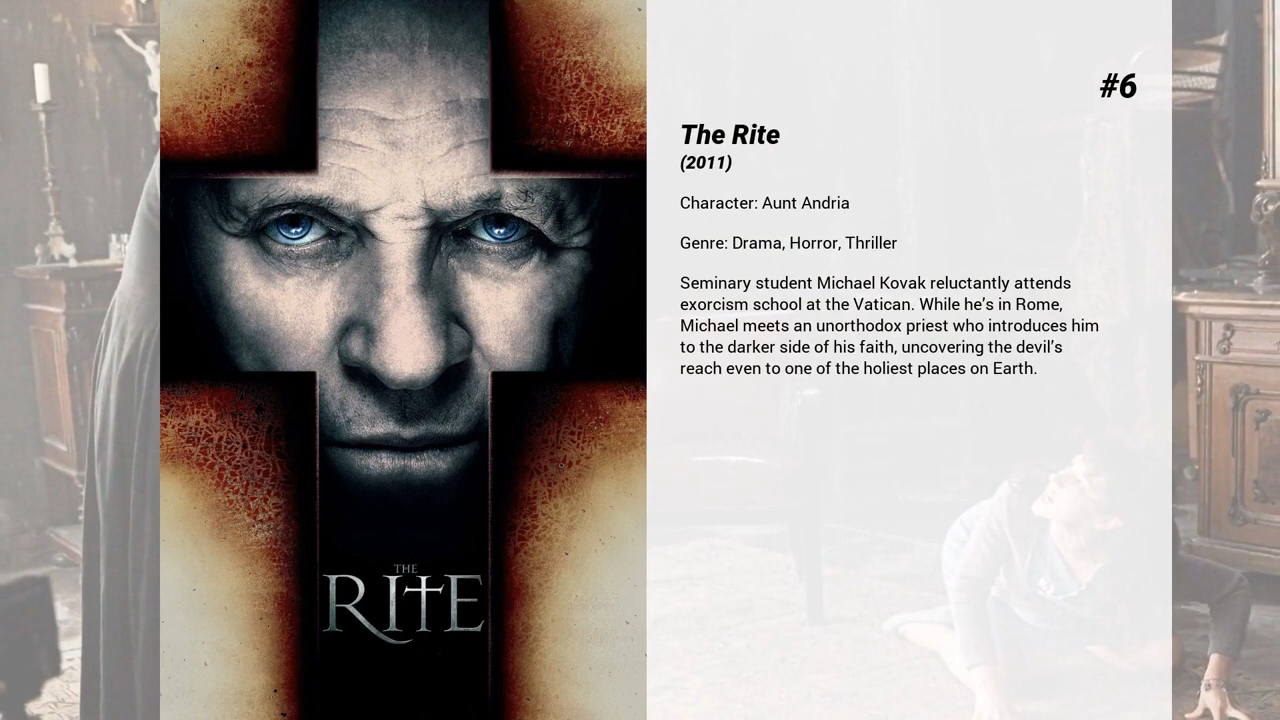 THE
RITE
#6
The Rite
(2011)
Character: Aunt Andria
Genre: Drama, Horror, Thriller
Seminary student Michael Kovak reluctantly attends
exorcism school at the Vatican. While he’s in Rome,
Michael meets an unorthodox priest who introduces him
to the darker side of his faith, uncovering the devil’s
reach even to one of the holiest places on Earth.